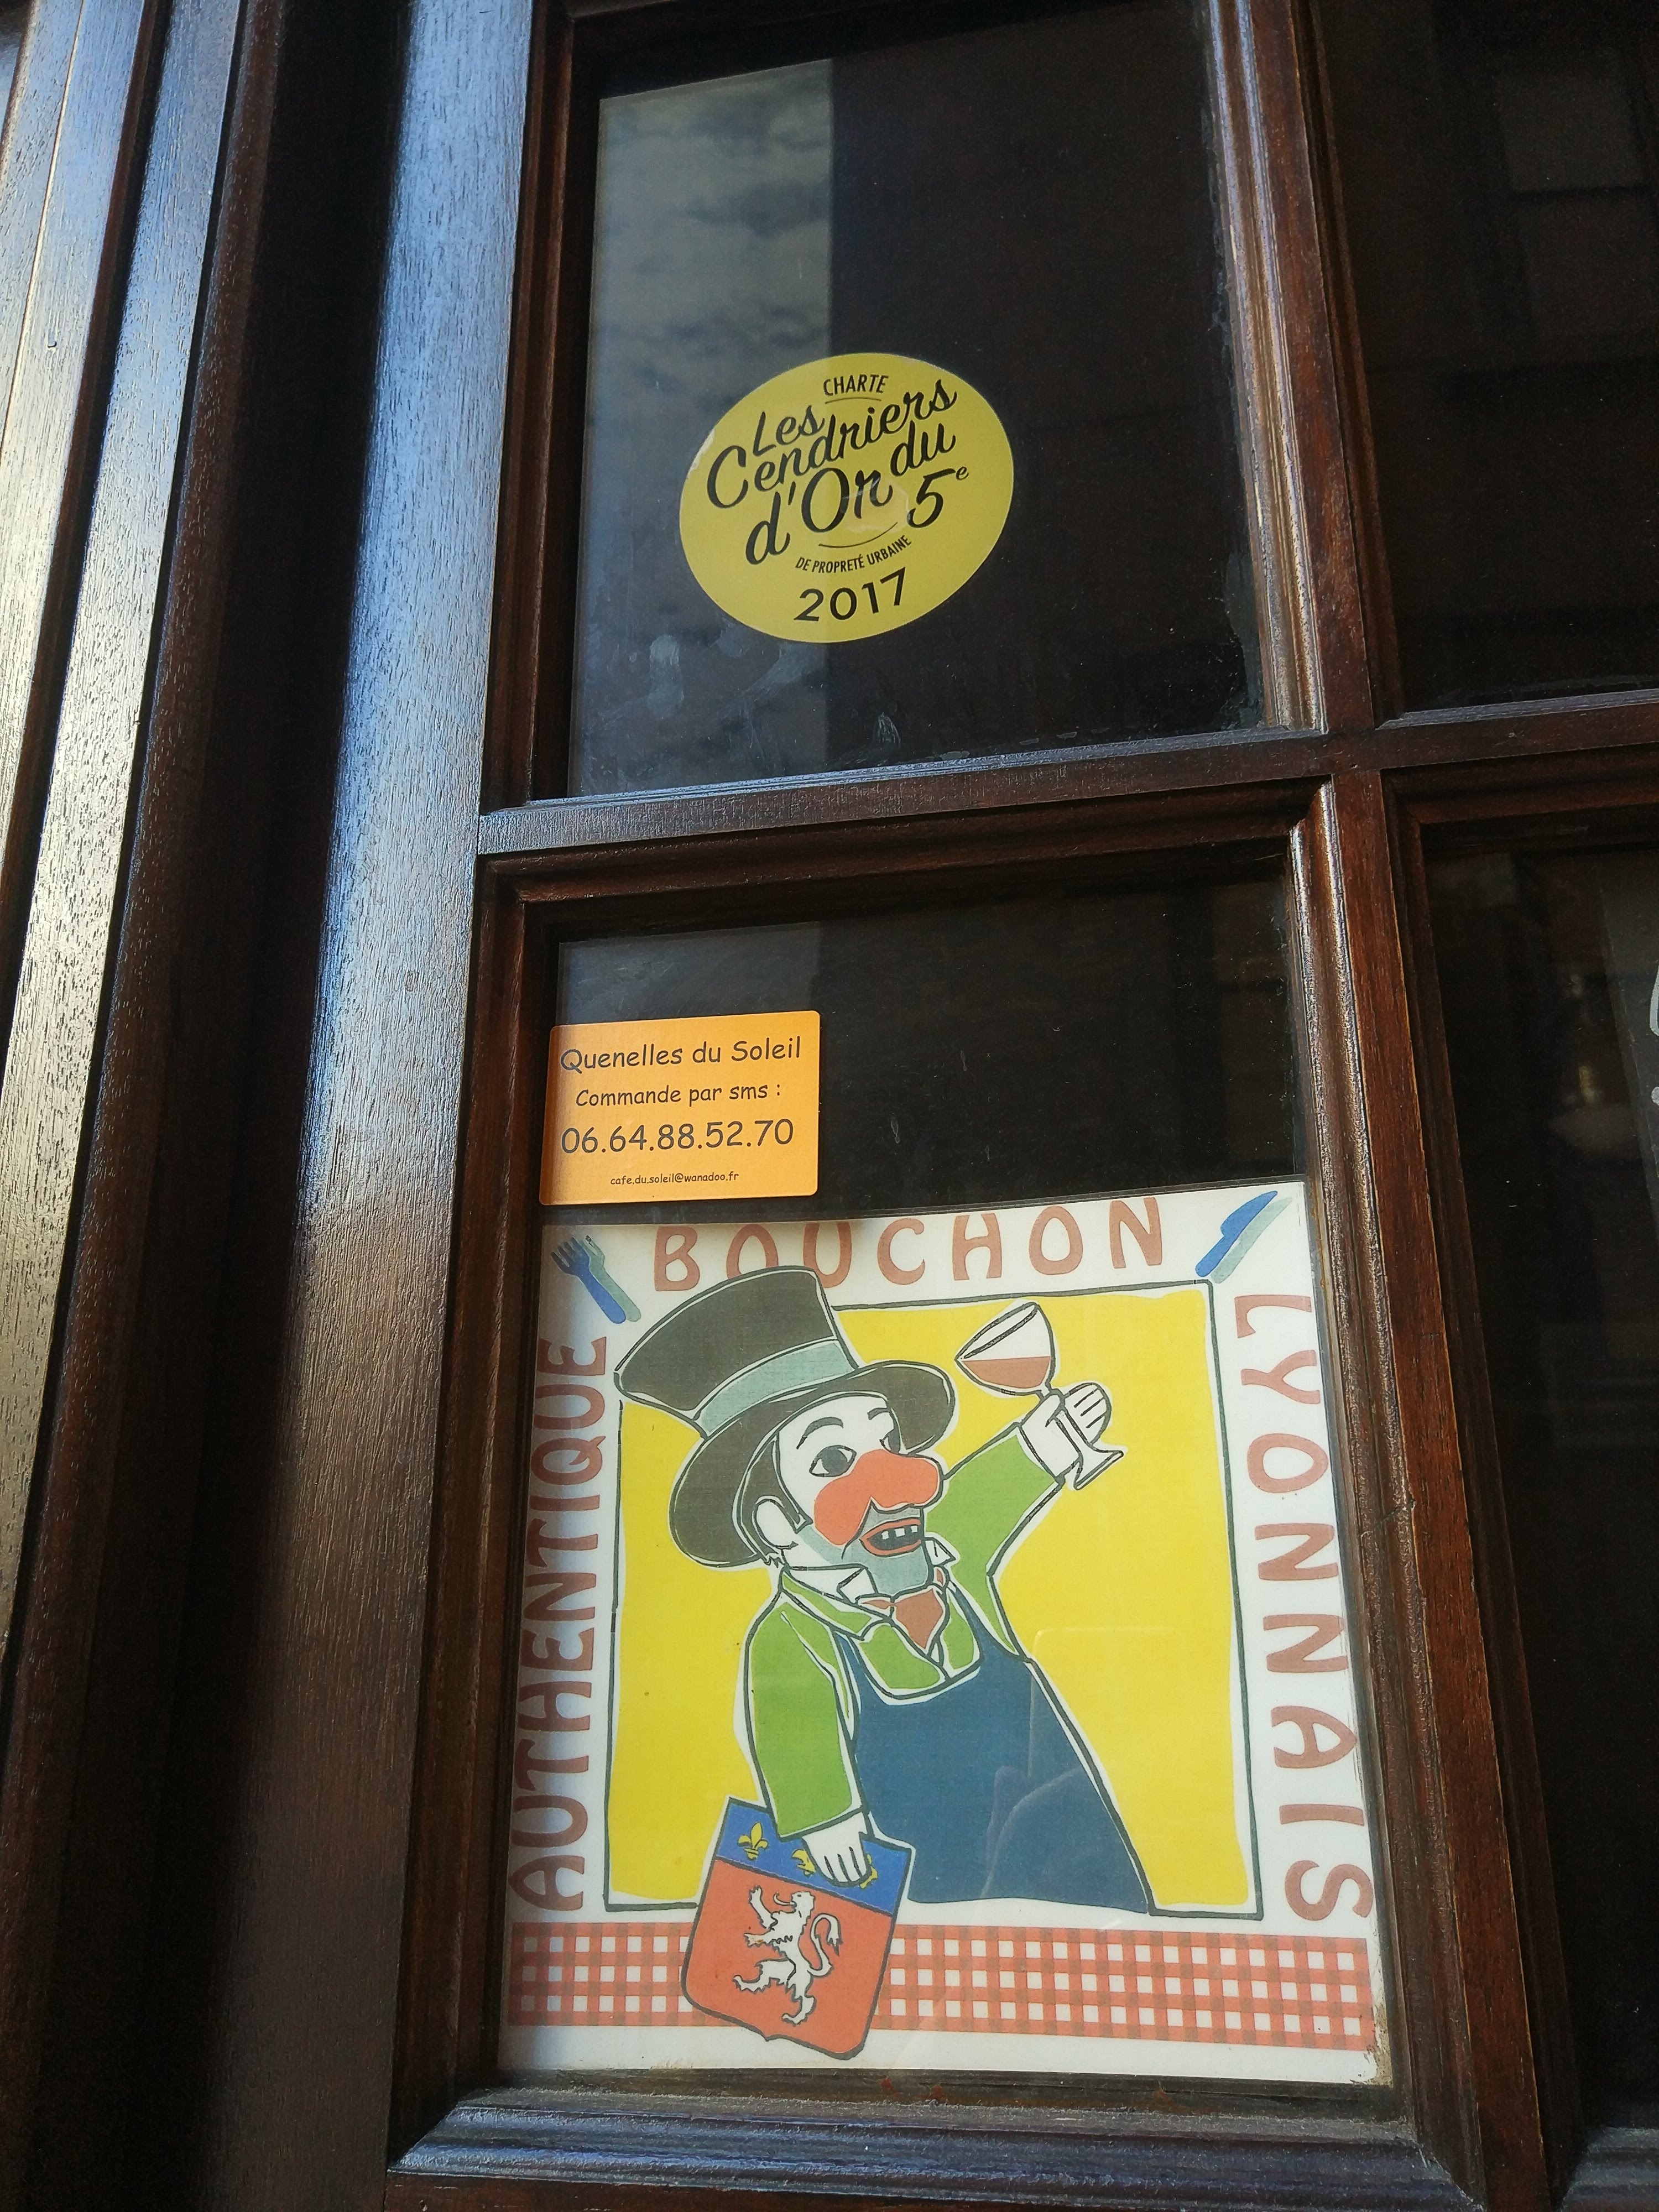 CHARTE
Les
Cendriers
d'Or du
5e
DE PROPRETÉ URBAINE
2017
Quenelles du Soleil
Commande par sms :
06.64.88.52.70
cafe.du.soleil@wanadoo.fr
AUTHENTIQUE
BOUCHON
LYONNAIS